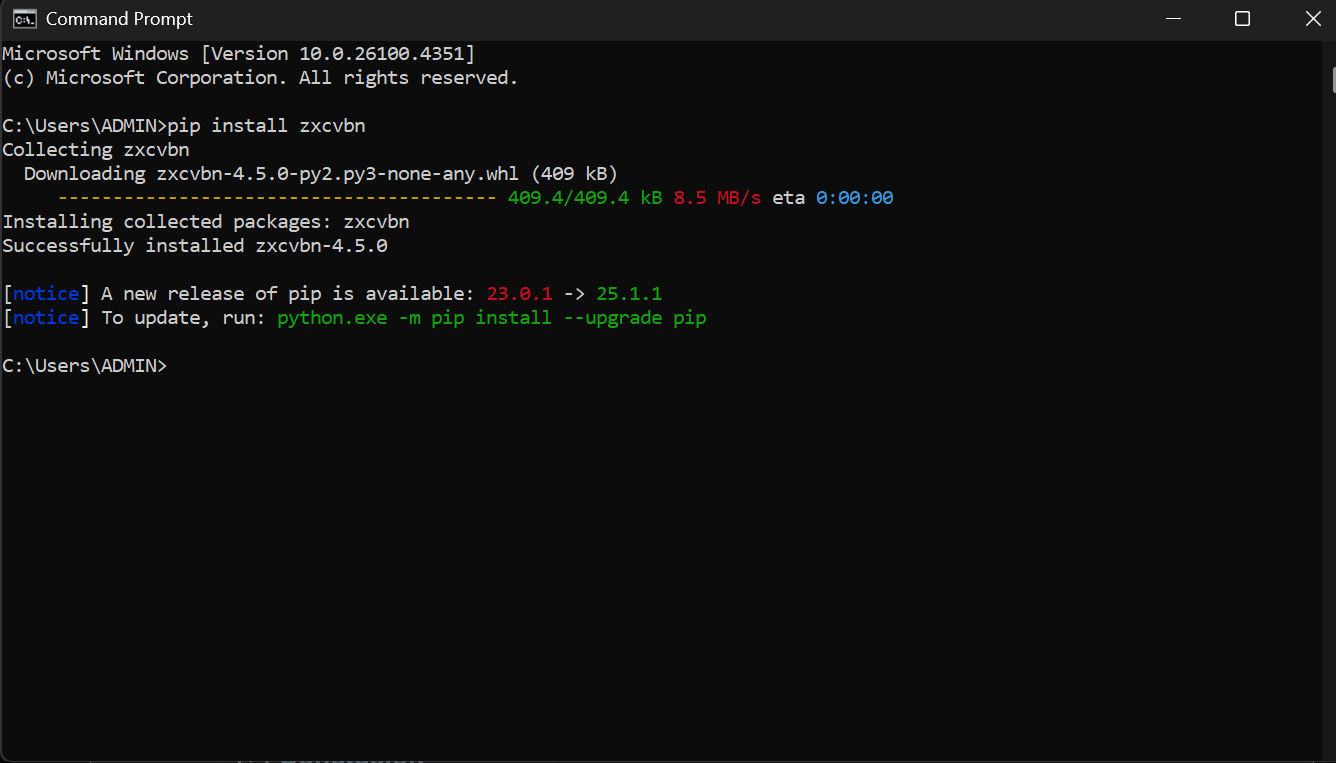 Command Prompt
Microsoft Windows [Version 10.0.26100.4351]
(c) Microsoft Corporation. All rights reserved.
C:\Users\ADMIN>pip install zxcvbn
Collecting zxcvbn
  Downloading zxcvbn-4.5.0-py2.py3-none-any.whl (409 kB)
     ---------------------------------------- 409.4/409.4 kB 8.5 MB/s eta 0:00:00
Installing collected packages: zxcvbn
Successfully installed zxcvbn-4.5.0
[notice] A new release of pip is available: 23.0.1 -> 25.1.1
[notice] To update, run: python.exe -m pip install --upgrade pip
C:\Users\ADMIN>